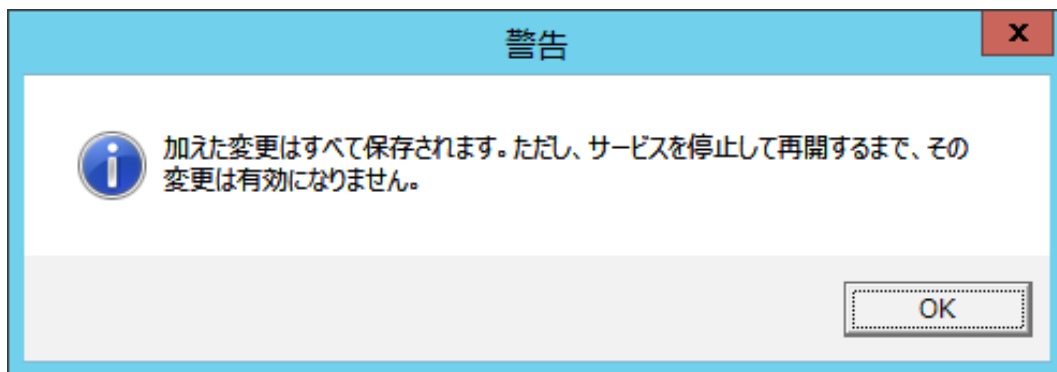 警告
x
加えた変更はすべて保存されます。ただし、サービスを停止して再開するまで、その
変更は有効になりません。
OK